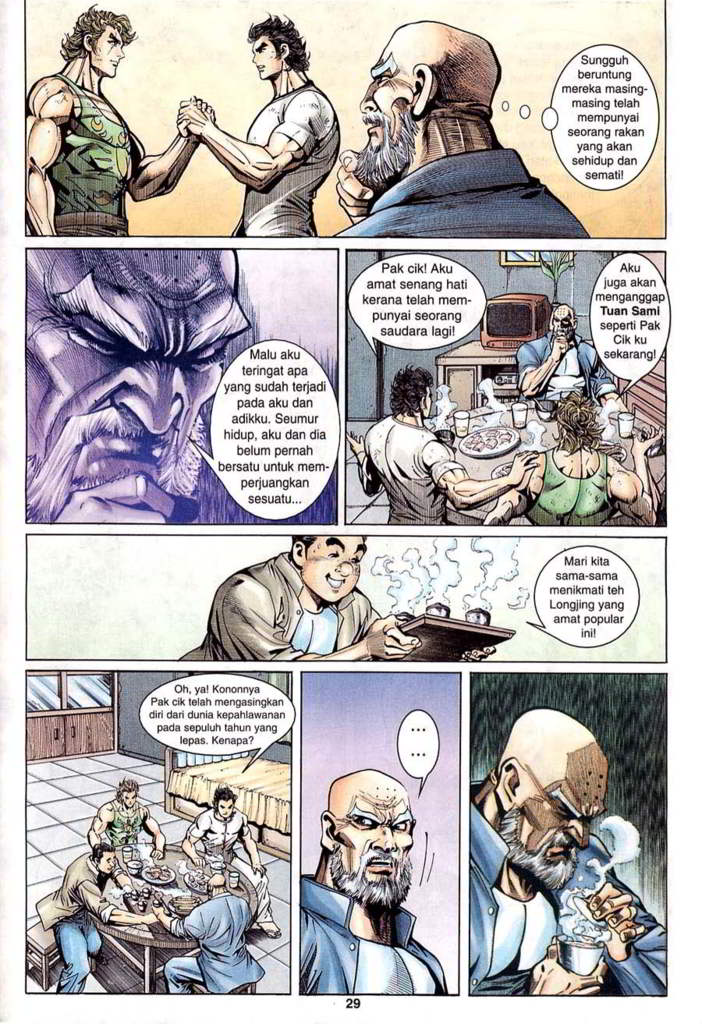 Sungguh
beruntung
mereka masing-
masing telah
mempunyai
seorang rakan
yang amat
sehidup dan
semati!
Malu aku
teringat apa
yang sudah terjadi
pada aku dan
adikku. Seumur
hidup, aku dan dia
belum pernah
bersatu untuk mem-
perjuangkan
sesuatu...
Pak cik! Aku
amat senang hati
kerana telah mem-
punyai seorang
saudara lagi!
Aku
juga akan
menganggap
Tuan Sami
seperti Pak
Cik ku
sekarang!
Mari kita
sama-sama
menikmati teh
Longjing yang
amat popular
ini!
Oh, ya! Kononnya
Pak cik telah mengasingkan
diri dari dunia kepahlawanan
pada sepuluh tahun yang
lepas. Kenapa?
...
...
29